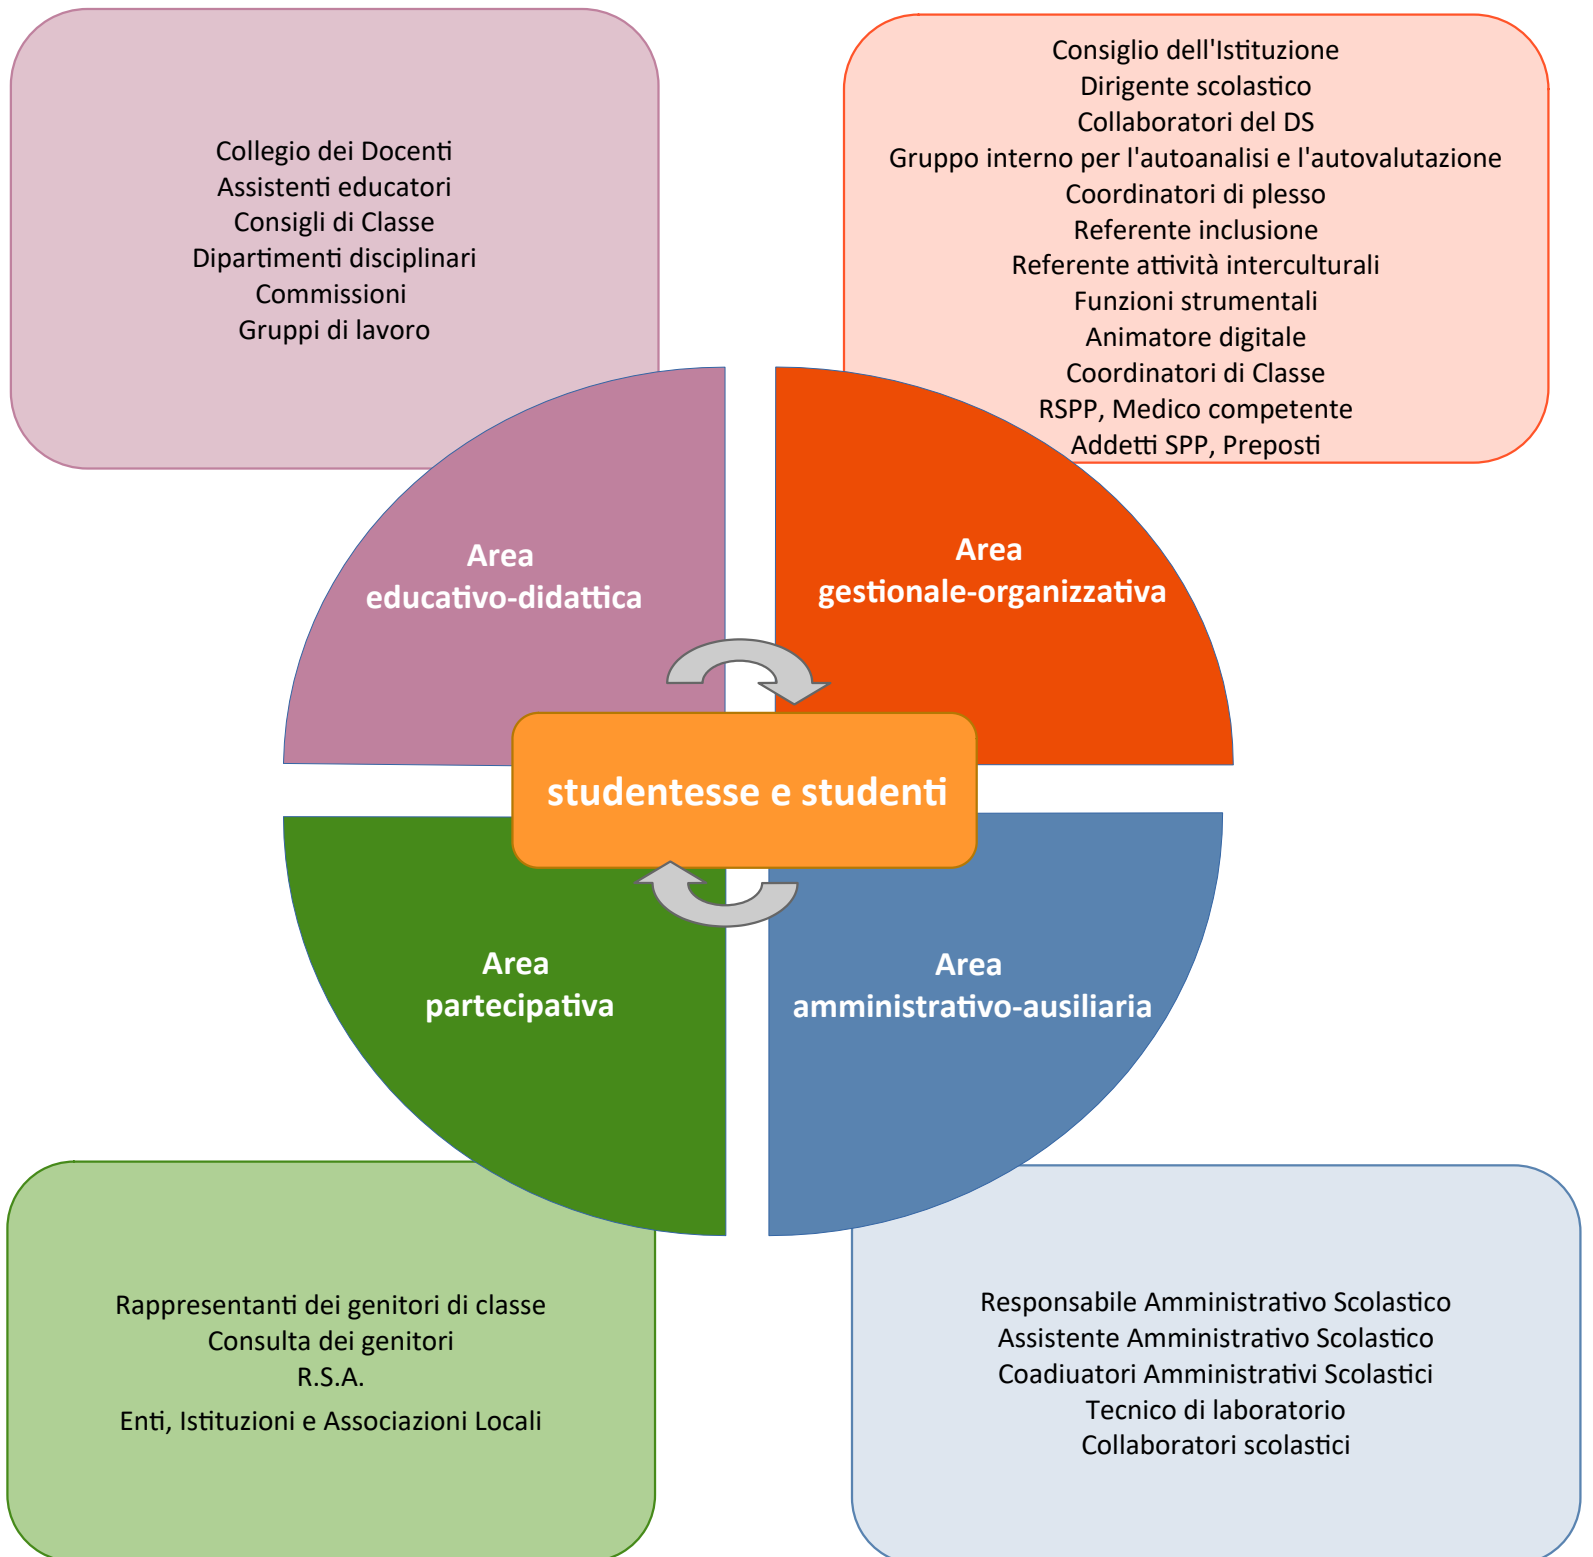 Collegio dei Docenti
Assistenti educatori
Consigli di Classe
Dipartimenti disciplinari
Commissioni
Gruppi di lavoro
Consiglio dell'Istituzione
Dirigente scolastico
Collaboratori del DS
Gruppo interno per l'autoanalisi e l'autovalutazione
Coordinatori di plesso
Referente inclusione
Referente attività interculturali
Funzioni strumentali
Animatore digitale
Coordinatori di Classe
RSPP, Medico competente
Addetti SPP, Preposti
Area
educativo-didattica
Area
gestionale-organizzativa
studentesse e studenti
Area
partecipativa
Area
amministrativo-ausiliaria
Rappresentanti dei genitori di classe
Consulta dei genitori
R.S.A.
Enti, Istituzioni e Associazioni Locali
Responsabile Amministrativo Scolastico
Assistente Amministrativo Scolastico
Coadiuatori Amministrativi Scolastici
Tecnico di laboratorio
Collaboratori scolastici